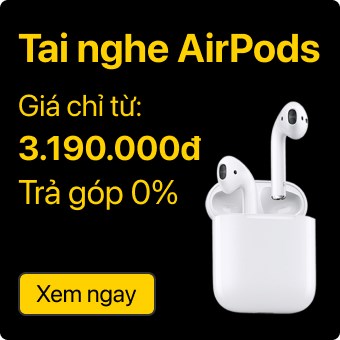 Tai nghe AirPods
Giá chỉ từ:
3.190.000đ
Trả góp 0%
Xem ngay